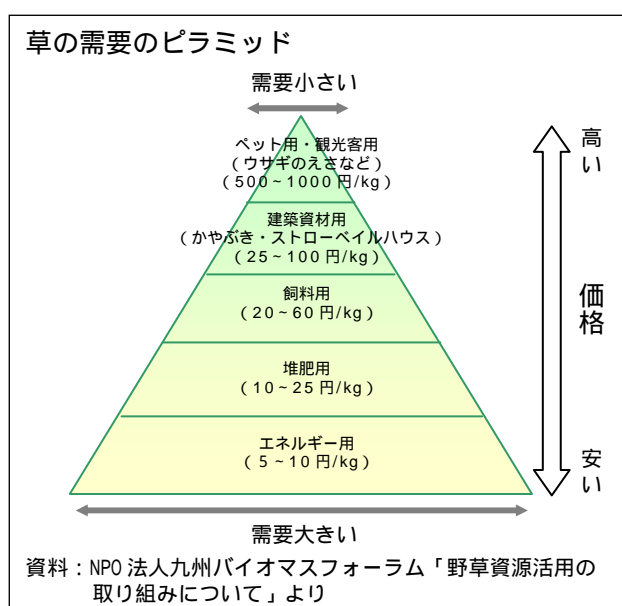 草の需要のピラミッド
需要小さい
ペット用・観光客用
(ウサギのえさなど)
(500~1000円/kg)
建築資材用
(かやぶき・ストローベイルハウス)
(25~100円/kg)
飼料用
(20~60円/kg)
堆肥用
(10~25円/kg)
エネルギー用
(5~10円/kg)
高い
価格
安い
需要大きい
資料:NPO法人九州バイオマスフォーラム「野草資源活用の
取り組みについて」より